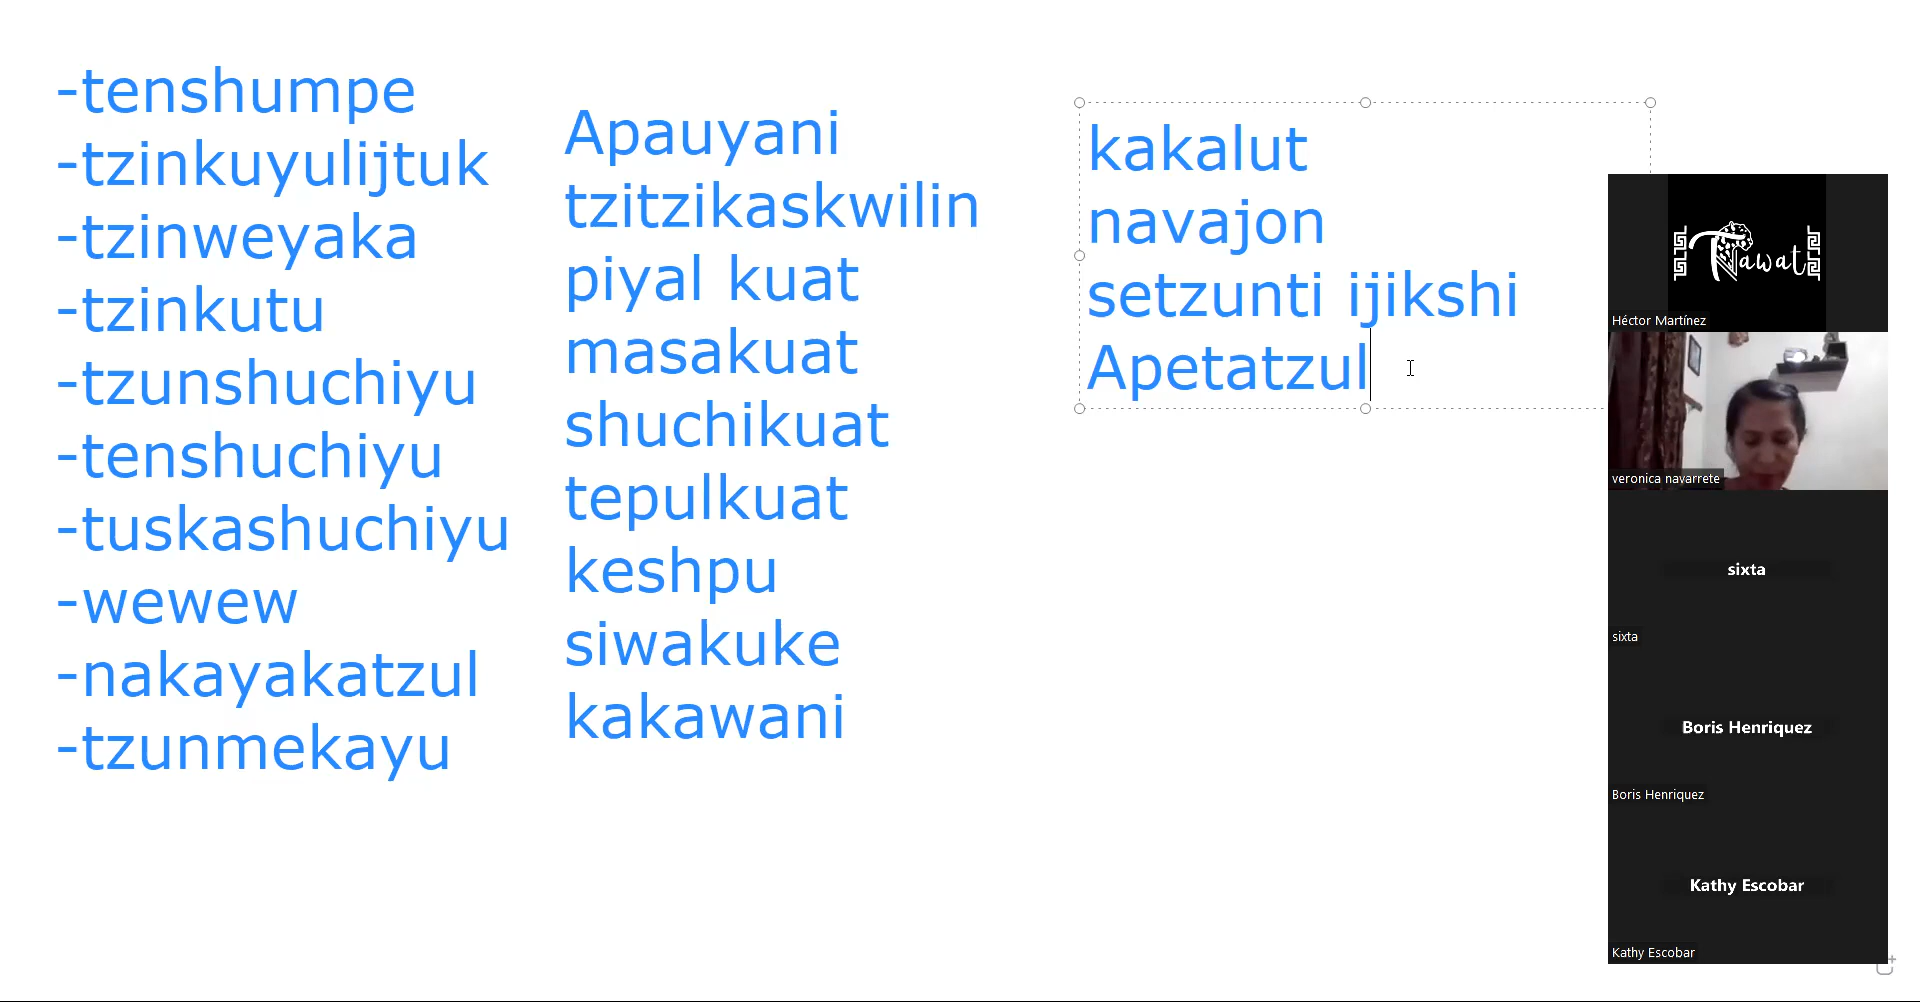 -tenshumpe
-tzinkuyulijtuk
-tzinweyaka
-tzinkutu
-tzunshuchiyu
-tenshuchiyu
-tuskashuchiyu
-wewew
-nakayakatzul
-tzunmekayu
Apauyani
tzitzikaskwilin
piyal kuat
masakuat
shuchikuat
tepulkuat
keshpu
siwakuke
kakawani
kakalut
navajon
setzunti ijikshi
Apetatzul
Tawat
Héctor Martínez
veronica navarrete
sixta
sixta
Boris Henriquez
Boris Henriquez
Kathy Escobar
Kathy Escobar